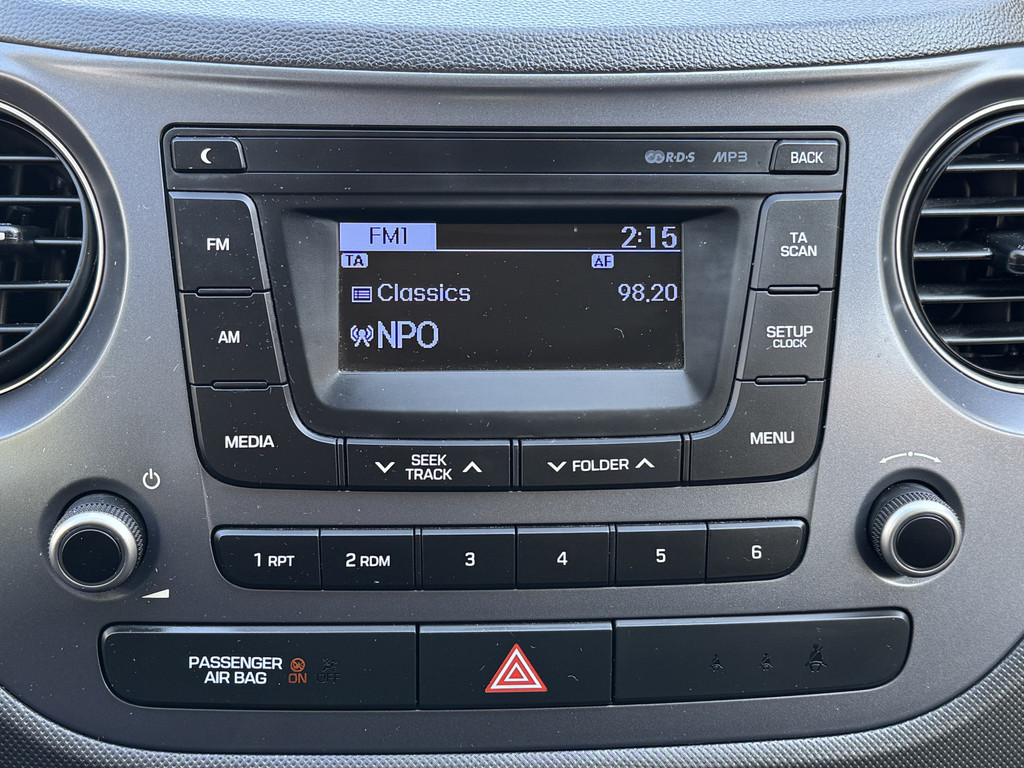 R·D·S MP3 BACK
FM
FM1 2:15
TA AF
Classics 98.20
NPO
TA
SCAN
AM
SETUP
CLOCK
MEDIA
SEEK
TRACK
FOLDER
MENU
1 RPT 2 RDM 3 4 5 6
PASSENGER
AIR BAG ON OFF